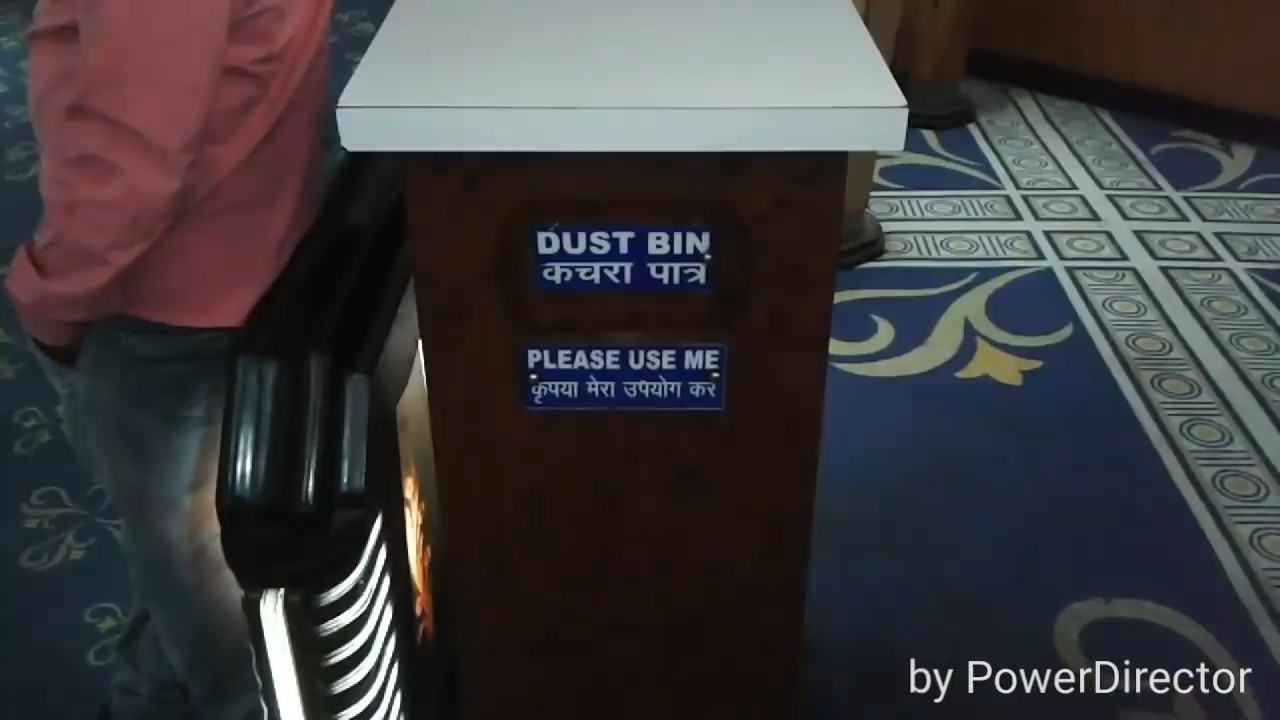 DUST BIN
कचरा पात्र
PLEASE USE ME
कृपया मेरा उपयोग कर
by PowerDirector